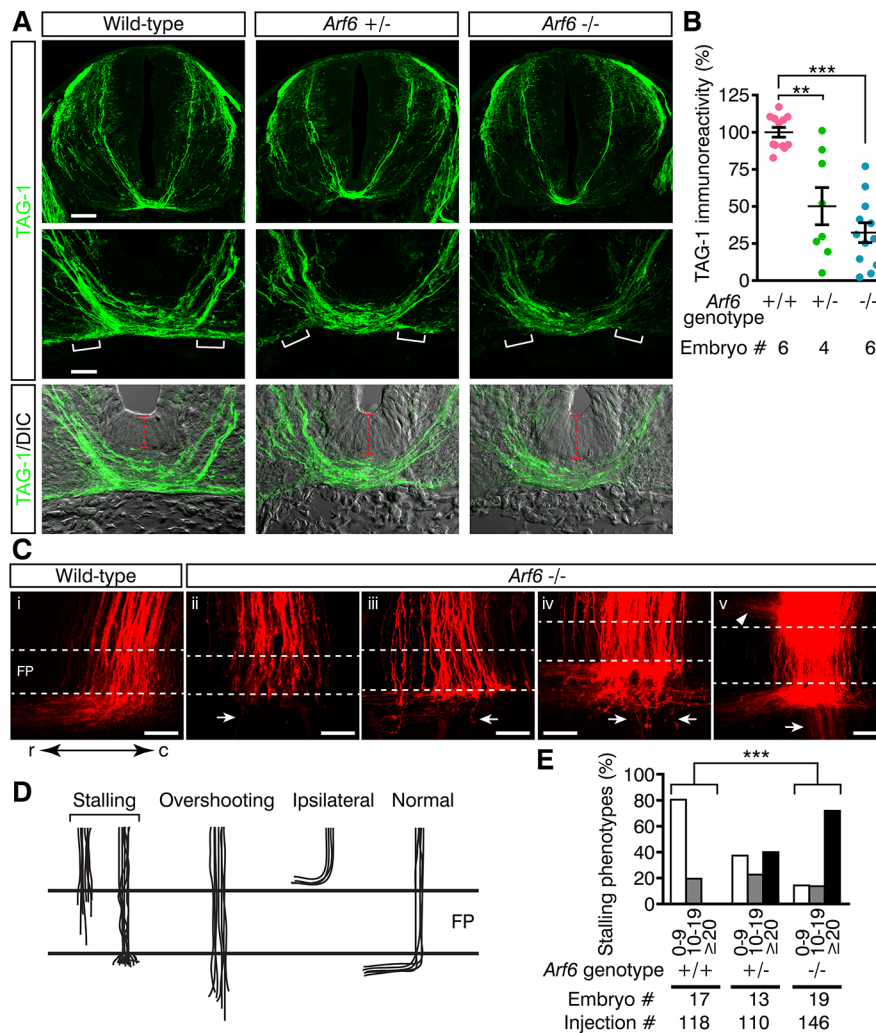 A
Wild-type
Arf6 +/-
Arf6 -/-
TAG-1
TAG-1/DIC
B
TAG-1 immunoreactivity (%)
***
**
125
100
75
50
25
0
Arf6 genotype +/+ +/- -/-
Embryo # 6 4 6
C
Wild-type
Arf6 -/-
i
ii
iii
iv
v
FP
r
c
D
Stalling
Overshooting
Ipsilateral
Normal
FP
E
Stalling phenotypes (%)
***
80
60
40
20
0
0-9 10-19 ≥20
0-9 10-19 ≥20
0-9 10-19 ≥20
Arf6 genotype +/+ +/- -/-
Embryo # 17 13 19
Injection # 118 110 146